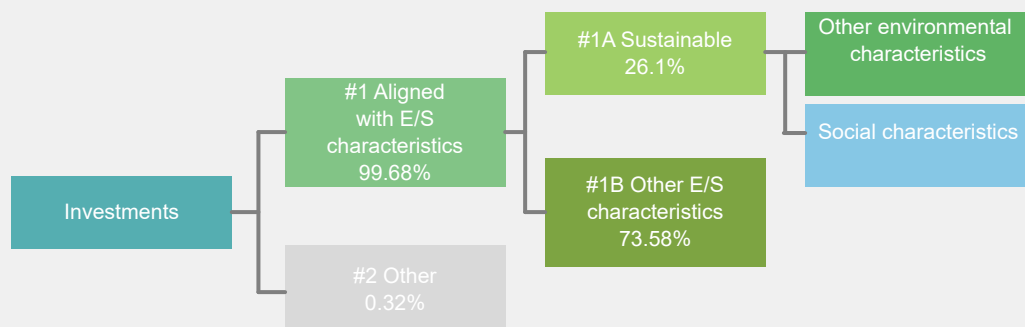 Investments
#1 Aligned
with E/S
characteristics
99.68%
#2 Other
0.32%
#1A Sustainable
26.1%
#1B Other E/S
characteristics
73.58%
Other environmental
characteristics
Social characteristics